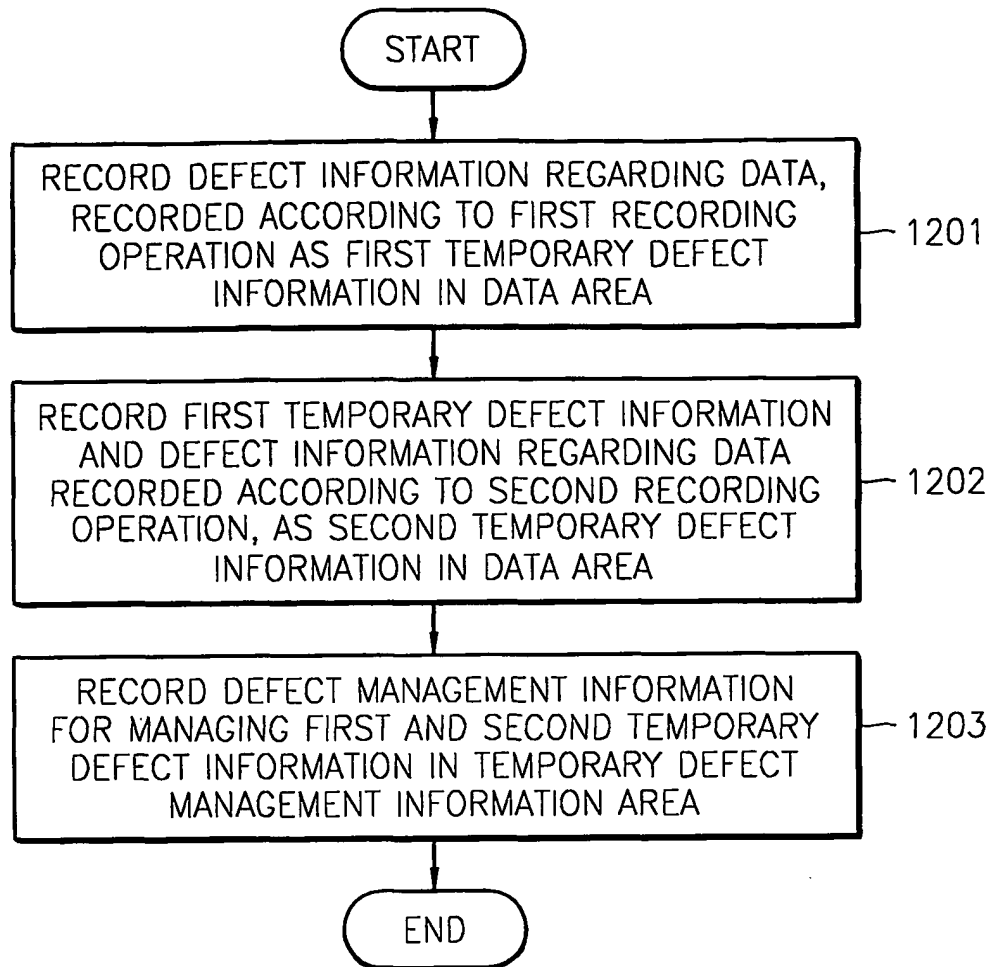 START
RECORD DEFECT INFORMATION REGARDING DATA,
RECORDED ACCORDING TO FIRST RECORDING
OPERATION AS FIRST TEMPORARY DEFECT
INFORMATION IN DATA AREA
1201
RECORD FIRST TEMPORARY DEFECT INFORMATION
AND DEFECT INFORMATION REGARDING DATA
RECORDED ACCORDING TO SECOND RECORDING
OPERATION, AS SECOND TEMPORARY DEFECT
INFORMATION IN DATA AREA
1202
RECORD DEFECT MANAGEMENT INFORMATION
FOR MANAGING FIRST AND SECOND TEMPORARY
DEFECT INFORMATION IN TEMPORARY DEFECT
MANAGEMENT INFORMATION AREA
1203
END